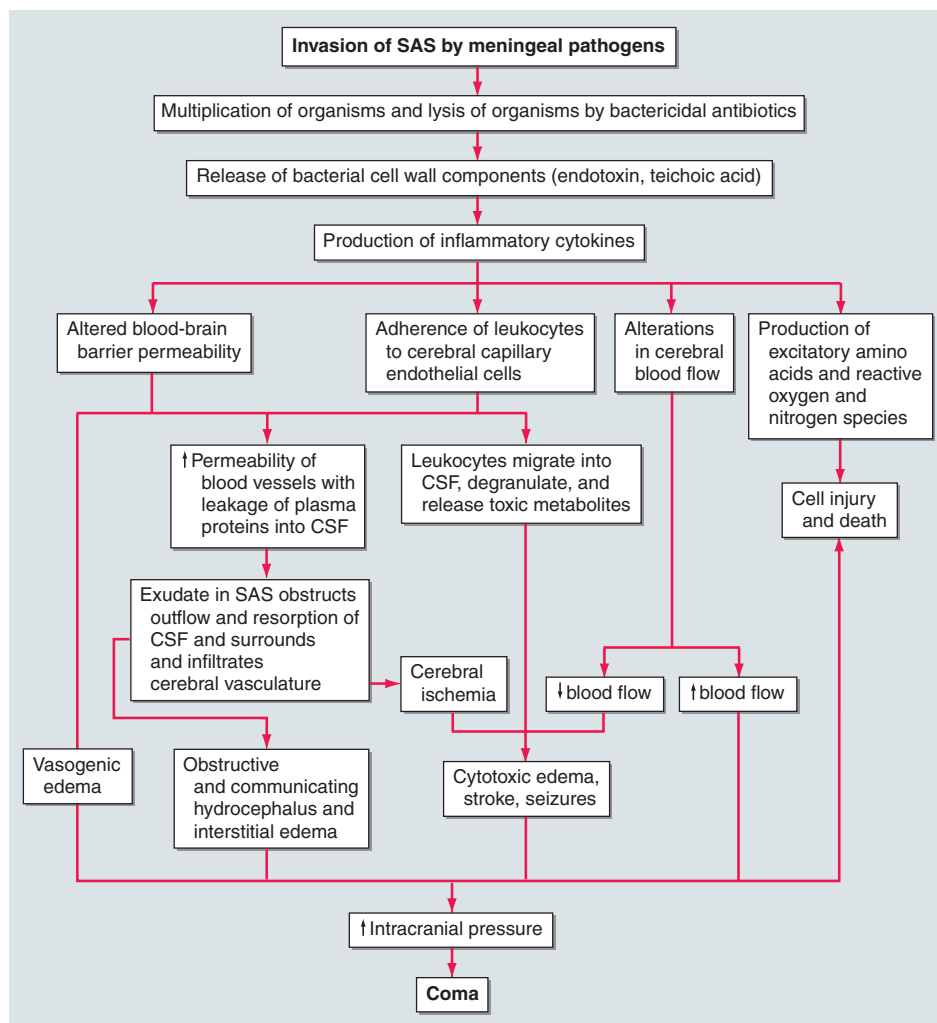 Invasion of SAS by meningeal pathogens
Multiplication of organisms and lysis of organisms by bactericidal antibiotics
Release of bacterial cell wall components (endotoxin, teichoic acid)
Production of inflammatory cytokines
Altered blood-brain
barrier permeability
Adherence of leukocytes
to cerebral capillary
endothelial cells
Alterations
in cerebral
blood flow
Production of
excitatory amino
acids and reactive
oxygen and
nitrogen species
↑Permeability of
blood vessels with
leakage of plasma
proteins into CSF
Leukocytes migrate into
CSF, degranulate, and
release toxic metabolites
Cell injury
and death
Exudate in SAS obstructs
outflow and resorption of
CSF and surrounds
and infiltrates
cerebral vasculature
Cerebral
ischemia
↓blood flow
↑blood flow
Vasogenic
edema
Obstructive
and communicating
hydrocephalus and
interstitial edema
Cytotoxic edema,
stroke, seizures
↑Intracranial pressure
Coma